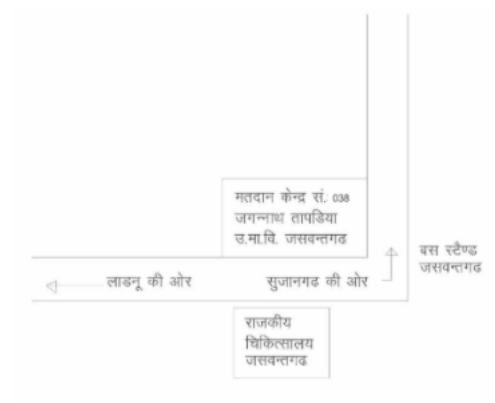 मतदान केन्द्र सं. 038
जगन्नाथ तापडिया
उ.मा.वि. जसवन्तगढ
बस स्टैण्ड
जसवन्तगढ
लाडनू की ओर
सुजानगढ की ओर
राजकीय
चिकित्सालय
जसवन्तगढ